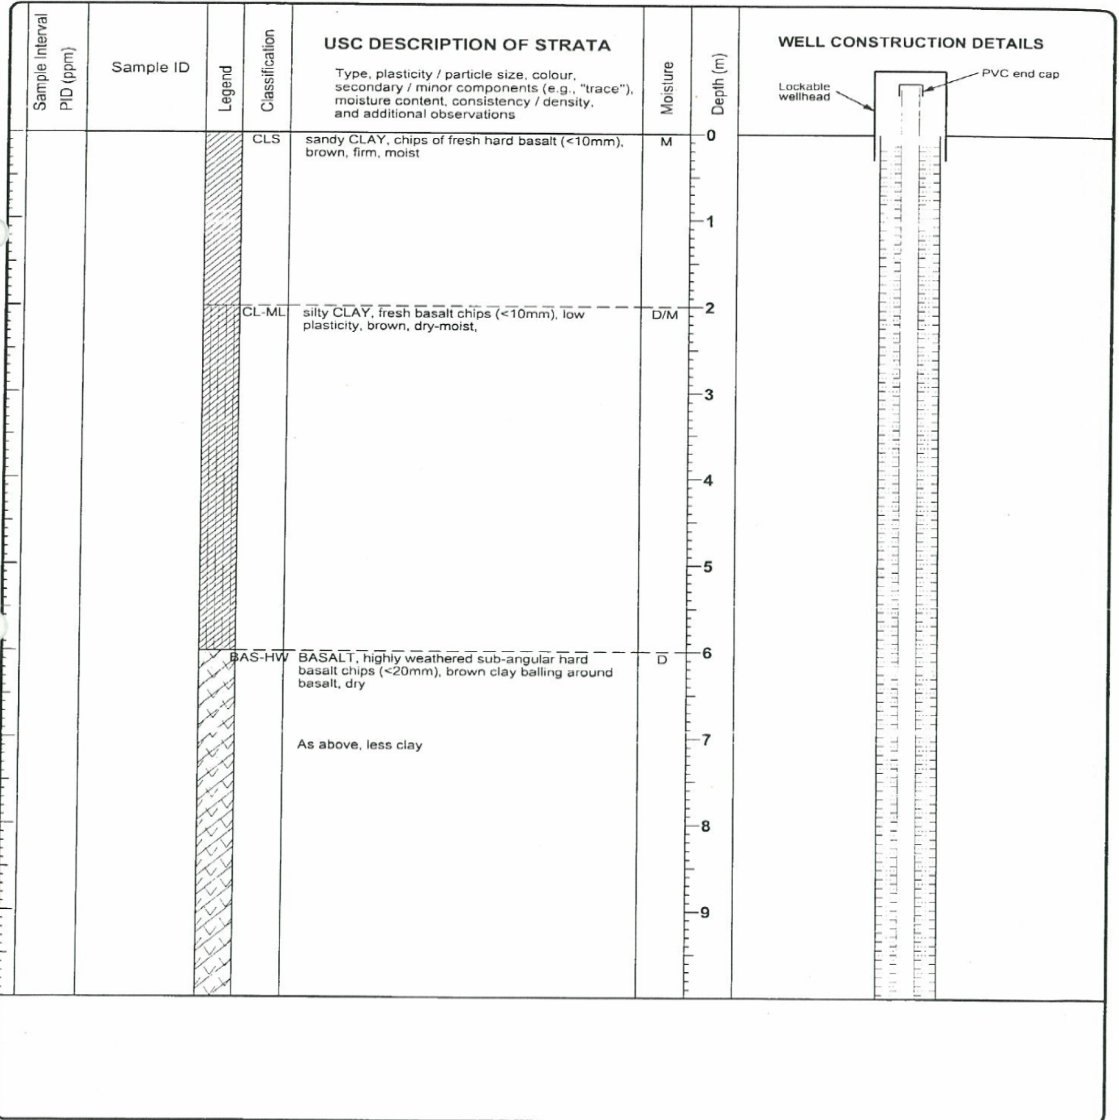 Sample Interval
PID (ppm)
Sample ID
Legend
Classification
USC DESCRIPTION OF STRATA
Type, plasticity / particle size, colour,
secondary / minor components (e.g., "trace"),
moisture content, consistency / density,
and additional observations
Moisture
Depth (m)
WELL CONSTRUCTION DETAILS
Lockable
wellhead
PVC end cap
0
CLS
sandy CLAY, chips of fresh hard basalt (<10mm),
brown, firm, moist
M
1
2
CL-ML
silty CLAY, fresh basalt chips (<10mm), low
plasticity, brown, dry-moist,
D/M
3
4
5
6
BAS-HW
BASALT, highly weathered sub-angular hard
basalt chips (<20mm), brown clay balling around
basalt, dry
D
7
As above, less clay
8
9